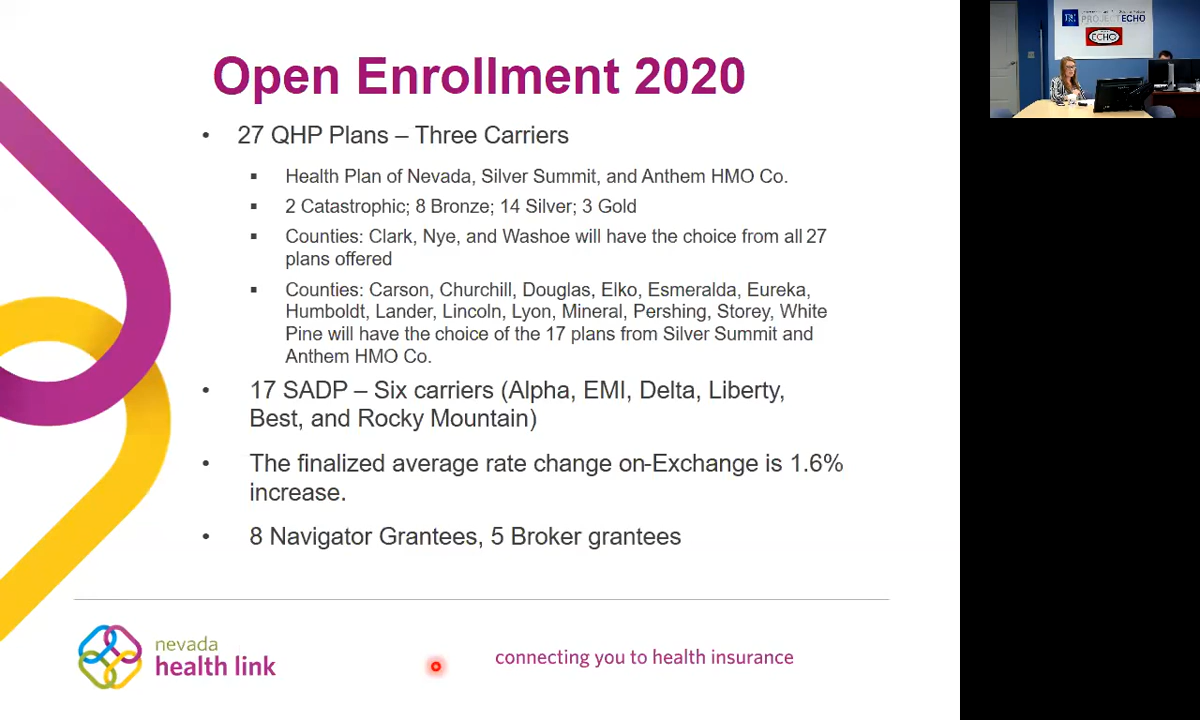 Open Enrollment 2020
• 27 QHP Plans – Three Carriers
▪ Health Plan of Nevada, Silver Summit, and Anthem HMO Co.
▪ 2 Catastrophic; 8 Bronze; 14 Silver; 3 Gold
▪ Counties: Clark, Nye, and Washoe will have the choice from all 27
plans offered
▪ Counties: Carson, Churchill, Douglas, Elko, Esmeralda, Eureka,
Humboldt, Lander, Lincoln, Lyon, Mineral, Pershing, Storey, White
Pine will have the choice of the 17 plans from Silver Summit and
Anthem HMO Co.
• 17 SADP – Six carriers (Alpha, EMI, Delta, Liberty,
Best, and Rocky Mountain)
• The finalized average rate change on-Exchange is 1.6%
increase.
• 8 Navigator Grantees, 5 Broker grantees
nevada
health link
connecting you to health insurance
PROJECT ECHO
ECHO